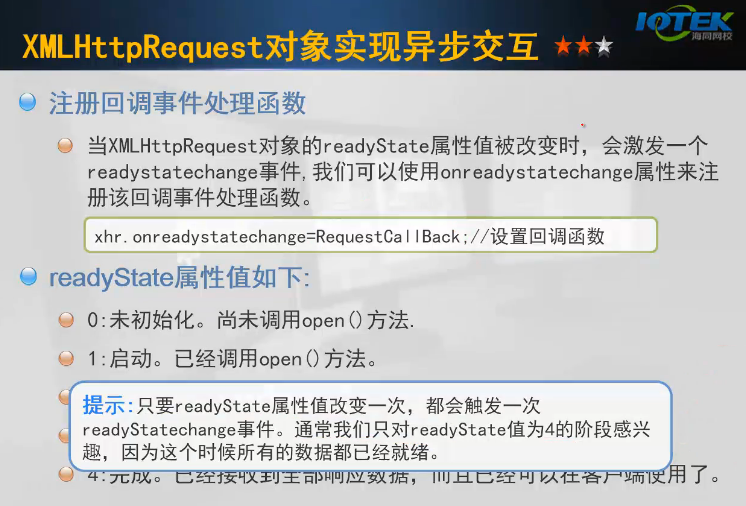 XMLHttpRequest对象实现异步交互
IQTEK
海同网校
注册回调事件处理函数
当XMLHttpRequest对象的readyState属性值被改变时，会激发一个
readystatechange事件,我们可以使用onreadystatechange属性来注
册该回调事件处理函数。
xhr.onreadystatechange=RequestCallBack;//设置回调函数
readyState属性值如下:
0:未初始化。尚未调用open()方法.
1:启动。已经调用open()方法。
提示:只要readyState属性值改变一次，都会触发一次
readyStatechange事件。通常我们只对readyState值为4的阶段感兴
趣，因为这个时候所有的数据都已经就绪。
4:完成。已经接收到全部响应数据，而且已经可以在客户端使用了。